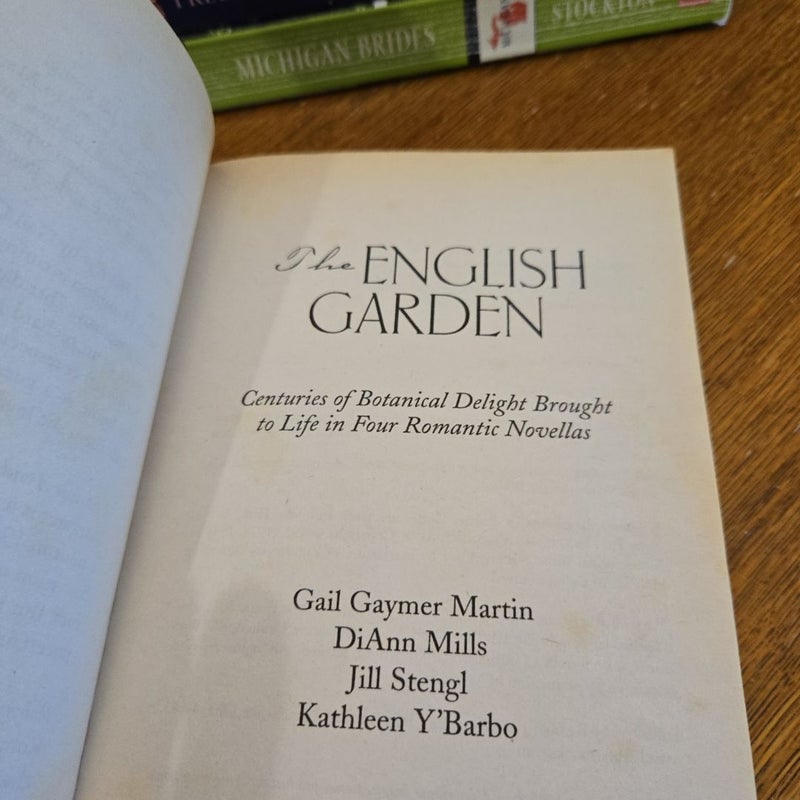 MICHIGAN BRIDES
STOCKTON
The ENGLISH
GARDEN
Centuries of Botanical Delight Brought
to Life in Four Romantic Novellas
Gail Gaymer Martin
DiAnn Mills
Jill Stengl
Kathleen Y'Barbo